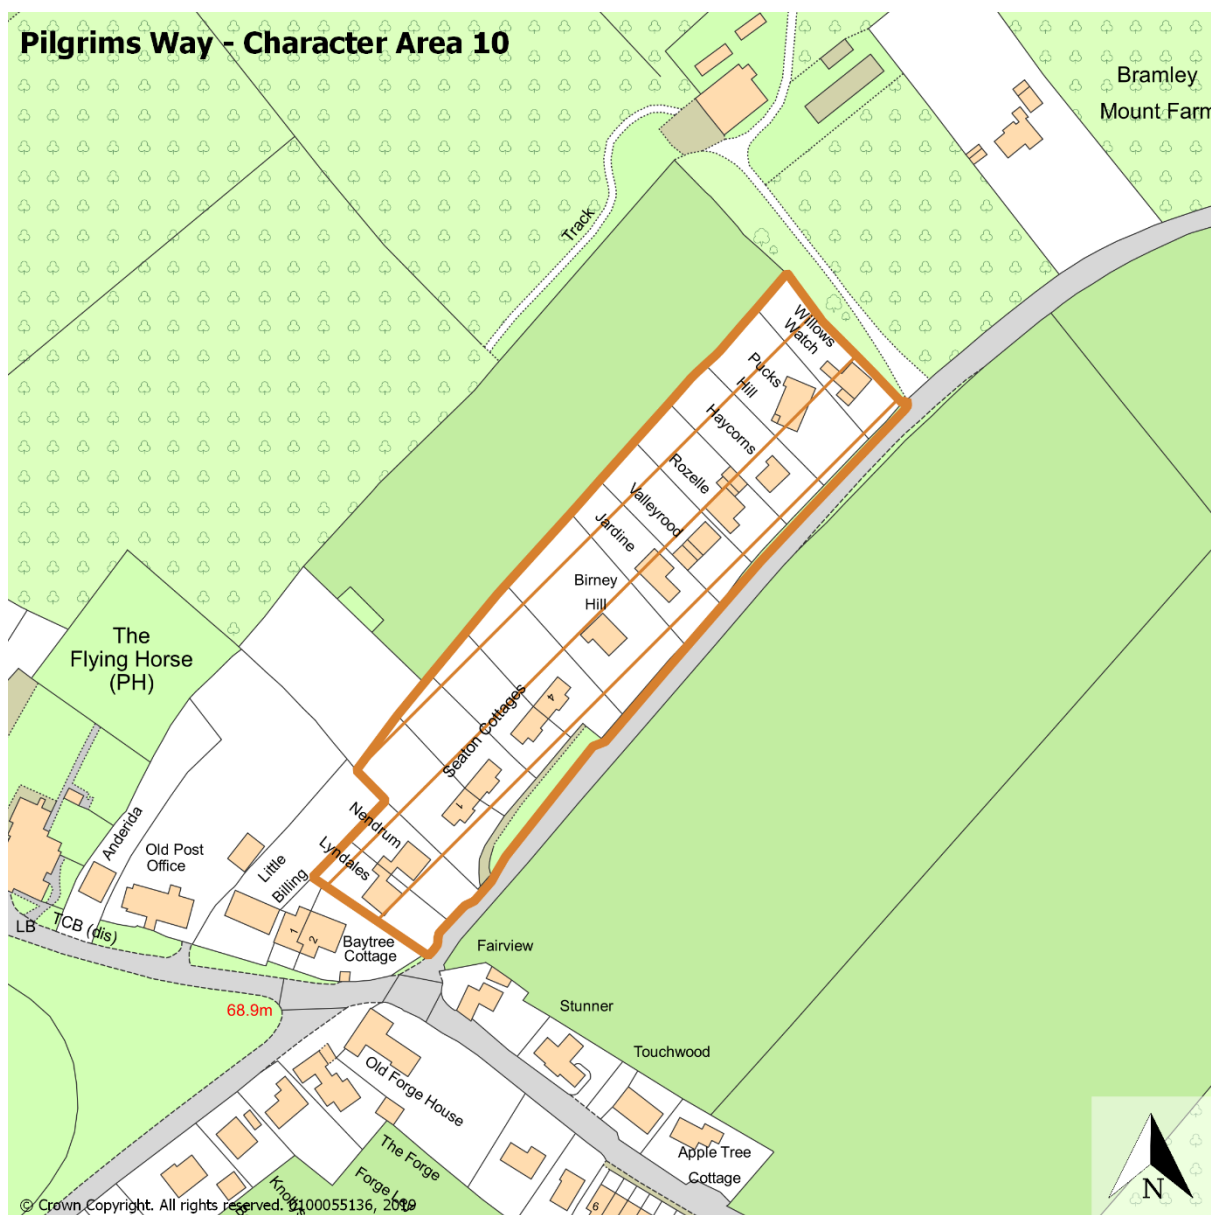 Pilgrims Way - Character Area 10
Bramley
Mount Farm
Track
Willows
Watch
Pucks
Hill
Haycorns
Rozelle
Valleyrood
Jardine
Birney
Hill
The
Flying Horse
(PH)
4
Seaton Cottages
1
Nendrum
Lyndales
Anderida
Old Post
Office
Little
Billing
LB
TCB (dis)
1
2
Baytree
Cottage
Fairview
68.9m
Stunner
Touchwood
Old Forge House
Apple Tree
Cottage
The Forge
Forge
6
N
© Crown Copyright. All rights reserved. 0100055136, 2019